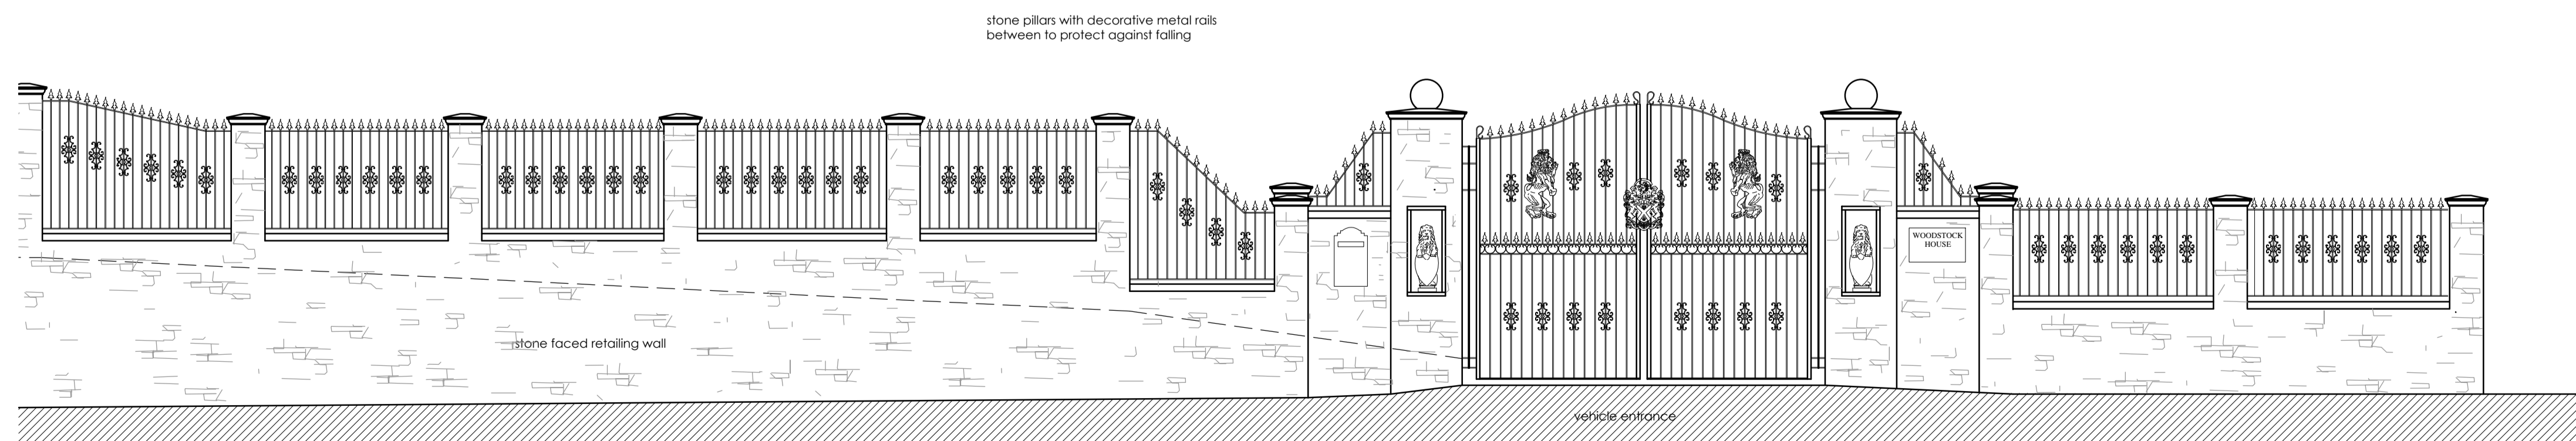 stone pillars with decorative metal rails
between to protect against falling
WOODSTOCK
HOUSE
stone faced retailing wall
vehicle entrance